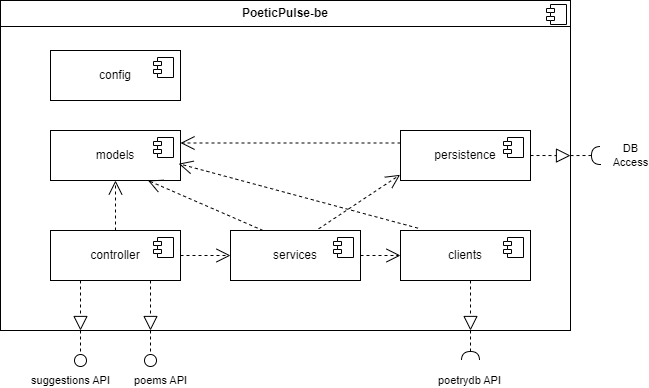 PoeticPulse-be
config
models
persistence
DB
Access
controller
services
clients
suggestions API
poems API
poetrydb API